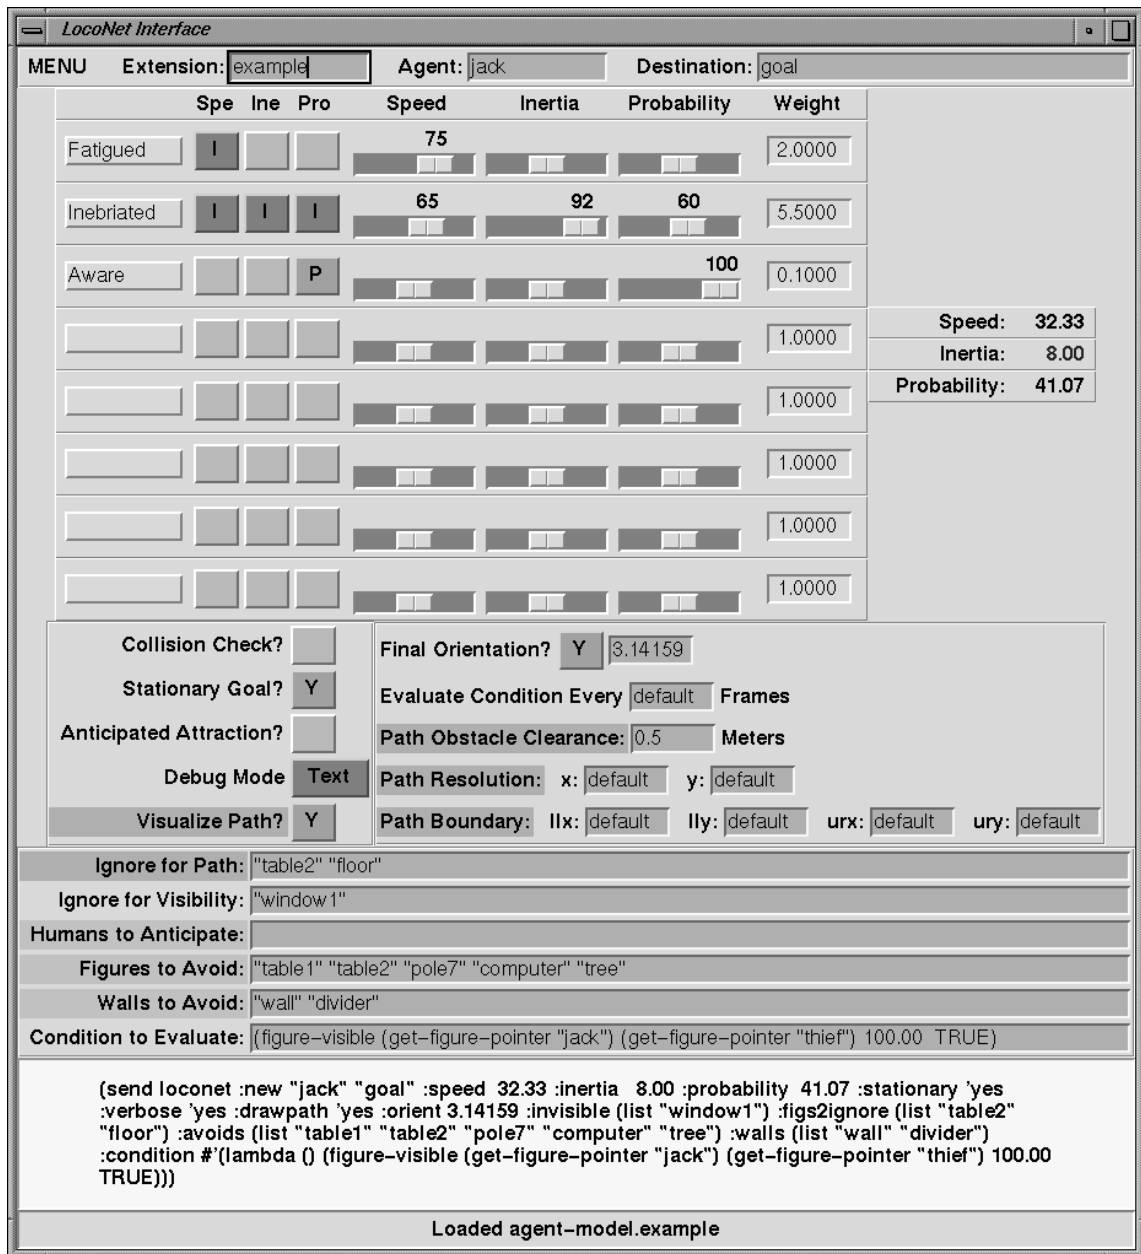 LocoNet Interface
MENU Extension: example Agent: jack Destination: goal
Spe Ine Pro Speed Inertia Probability Weight
Fatigued I 75 2.0000
Inebriated I I I 65 92 60 5.5000
Aware P 100 0.1000
1.0000
1.0000
1.0000
1.0000
1.0000
Speed: 32.33
Inertia: 8.00
Probability: 41.07
Collision Check?
Stationary Goal? Y
Anticipated Attraction?
Debug Mode Text
Visualize Path? Y
Final Orientation? Y 3.14159
Evaluate Condition Every default Frames
Path Obstacle Clearance: 0.5 Meters
Path Resolution: x: default y: default
Path Boundary: llx: default lly: default urx: default ury: default
Ignore for Path: "table2" "floor"
Ignore for Visibility: "window1"
Humans to Anticipate:
Figures to Avoid: "table1" "table2" "pole7" "computer" "tree"
Walls to Avoid: "wall" "divider"
Condition to Evaluate: (figure-visible (get-figure-pointer "jack") (get-figure-pointer "thief") 100.00 TRUE)
(send loconet :new "jack" "goal" :speed 32.33 :inertia 8.00 :probability 41.07 :stationary 'yes
:verbose 'yes :drawpath 'yes :orient 3.14159 :invisible (list "window1") :figs2ignore (list "table2"
"floor") :avoids (list "table1" "table2" "pole7" "computer" "tree") :walls (list "wall" "divider")
:condition #'(lambda () (figure-visible (get-figure-pointer "jack") (get-figure-pointer "thief") 100.00
TRUE)))
Loaded agent-model.example